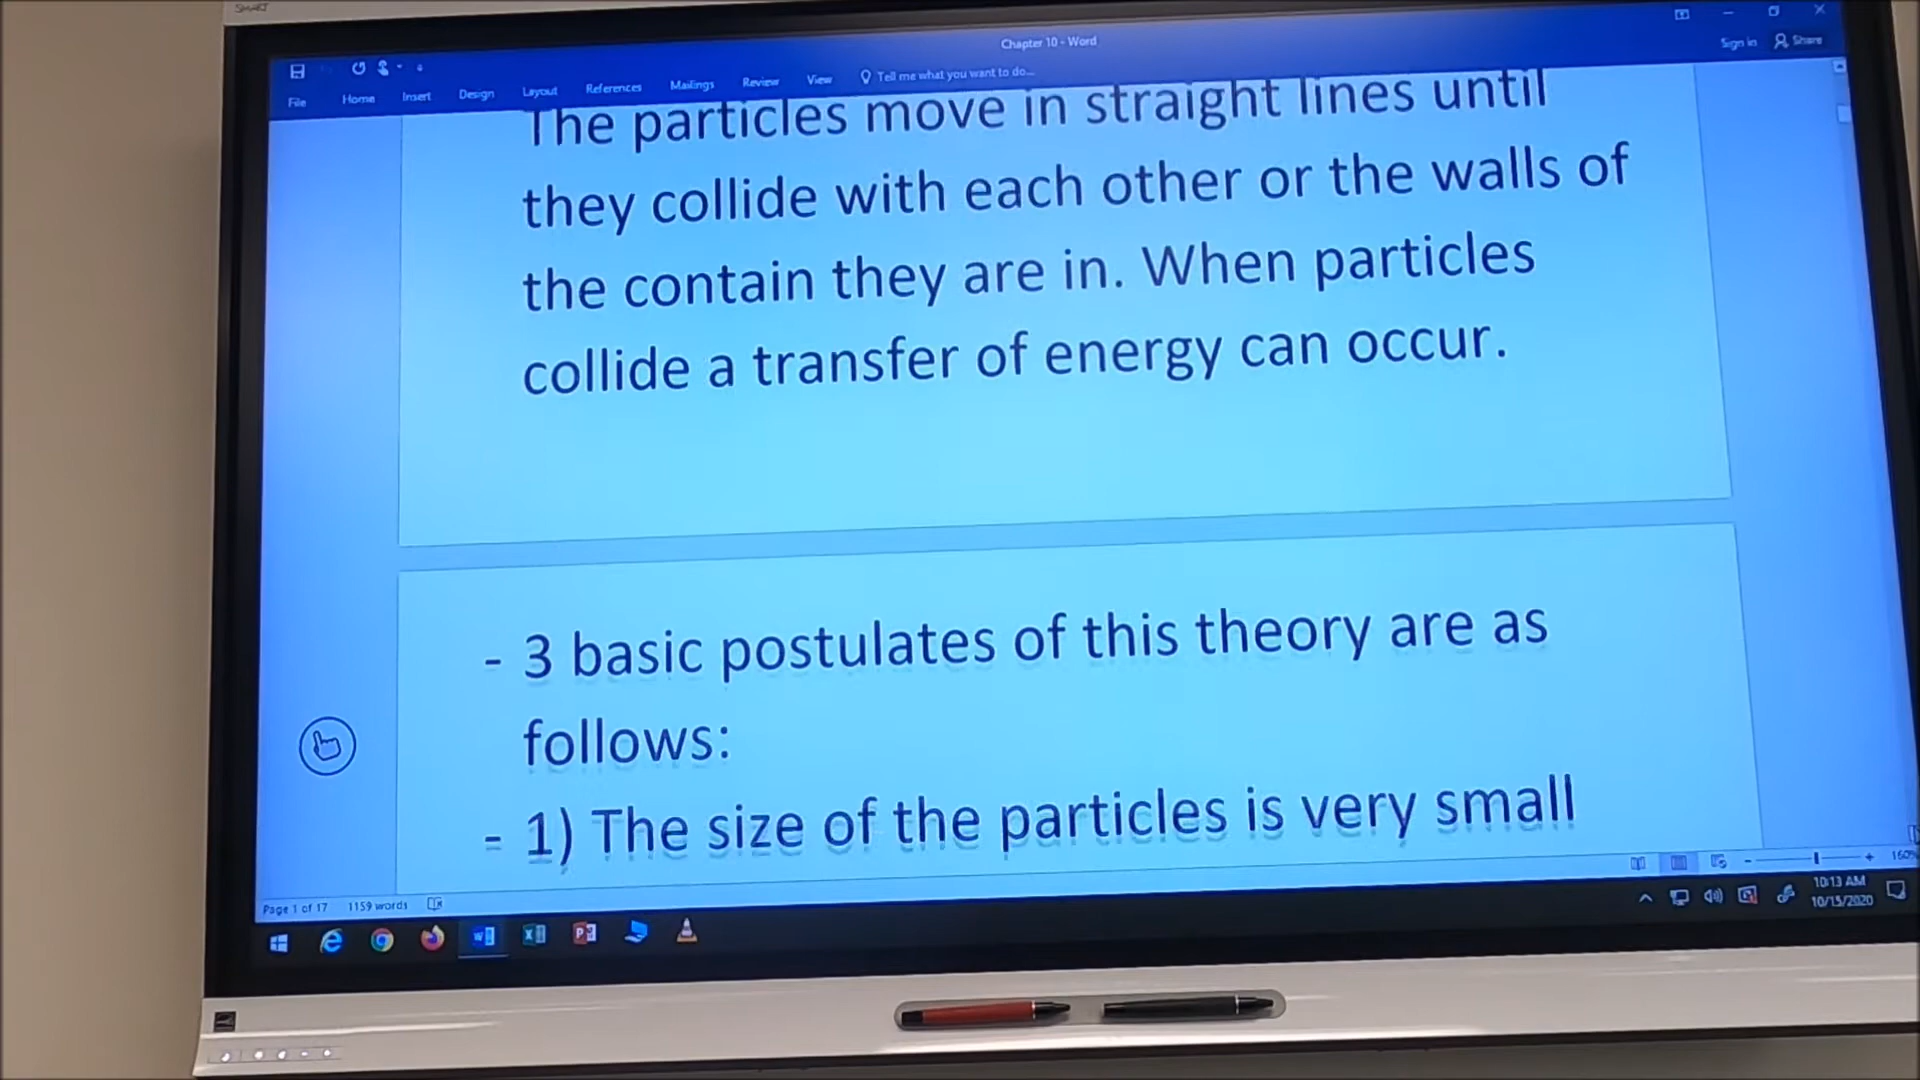 SMART
Chapter 10 - Word
Sign in Share
File Home Insert Design Layout References Mailings Review View Tell me what you want to do...
The particles move in straight lines until
they collide with each other or the walls of
the contain they are in. When particles
collide a transfer of energy can occur.
- 3 basic postulates of this theory are as
follows:
- 1) The size of the particles is very small
Page 1 of 17 1159 words
160%
10:13 AM
10/15/2020